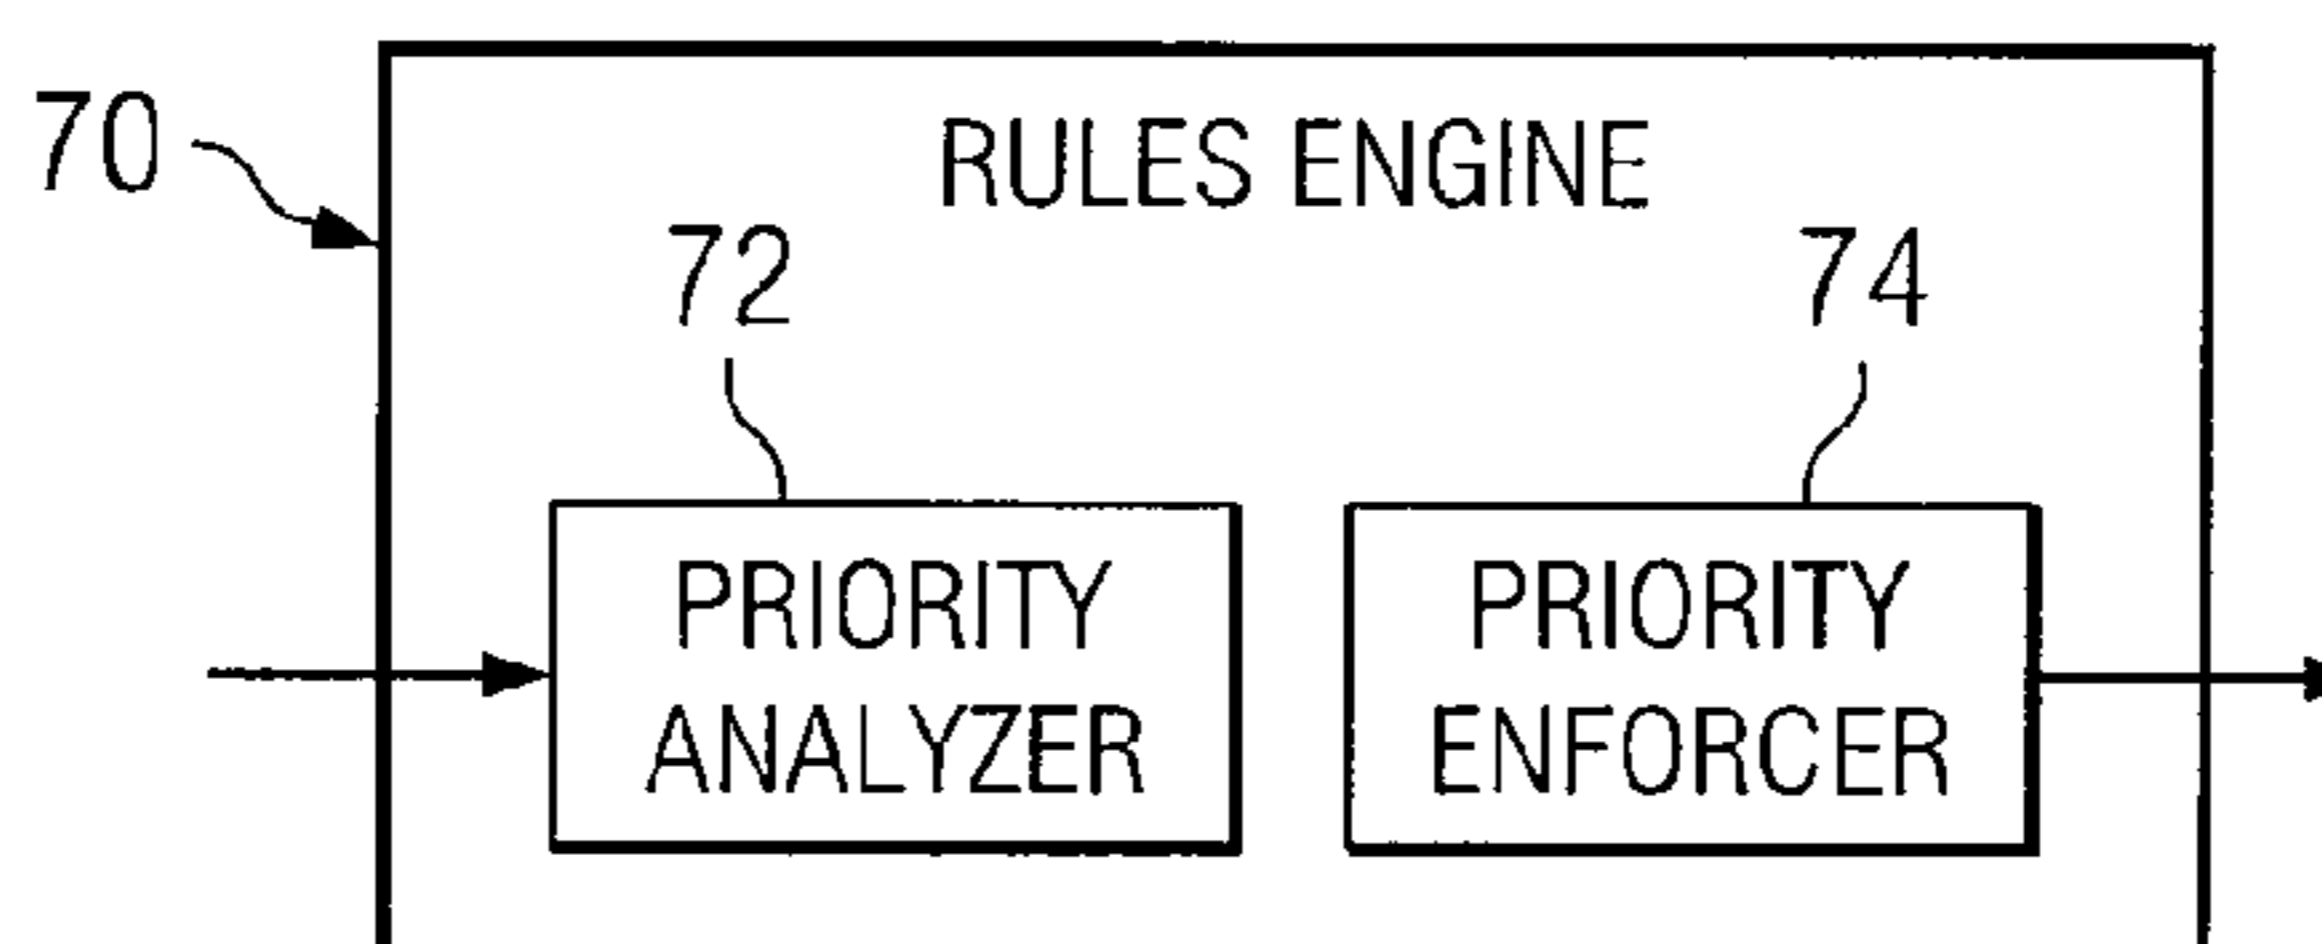 70
RULES ENGINE
72
74
PRIORITY
ANALYZER
PRIORITY
ENFORCER